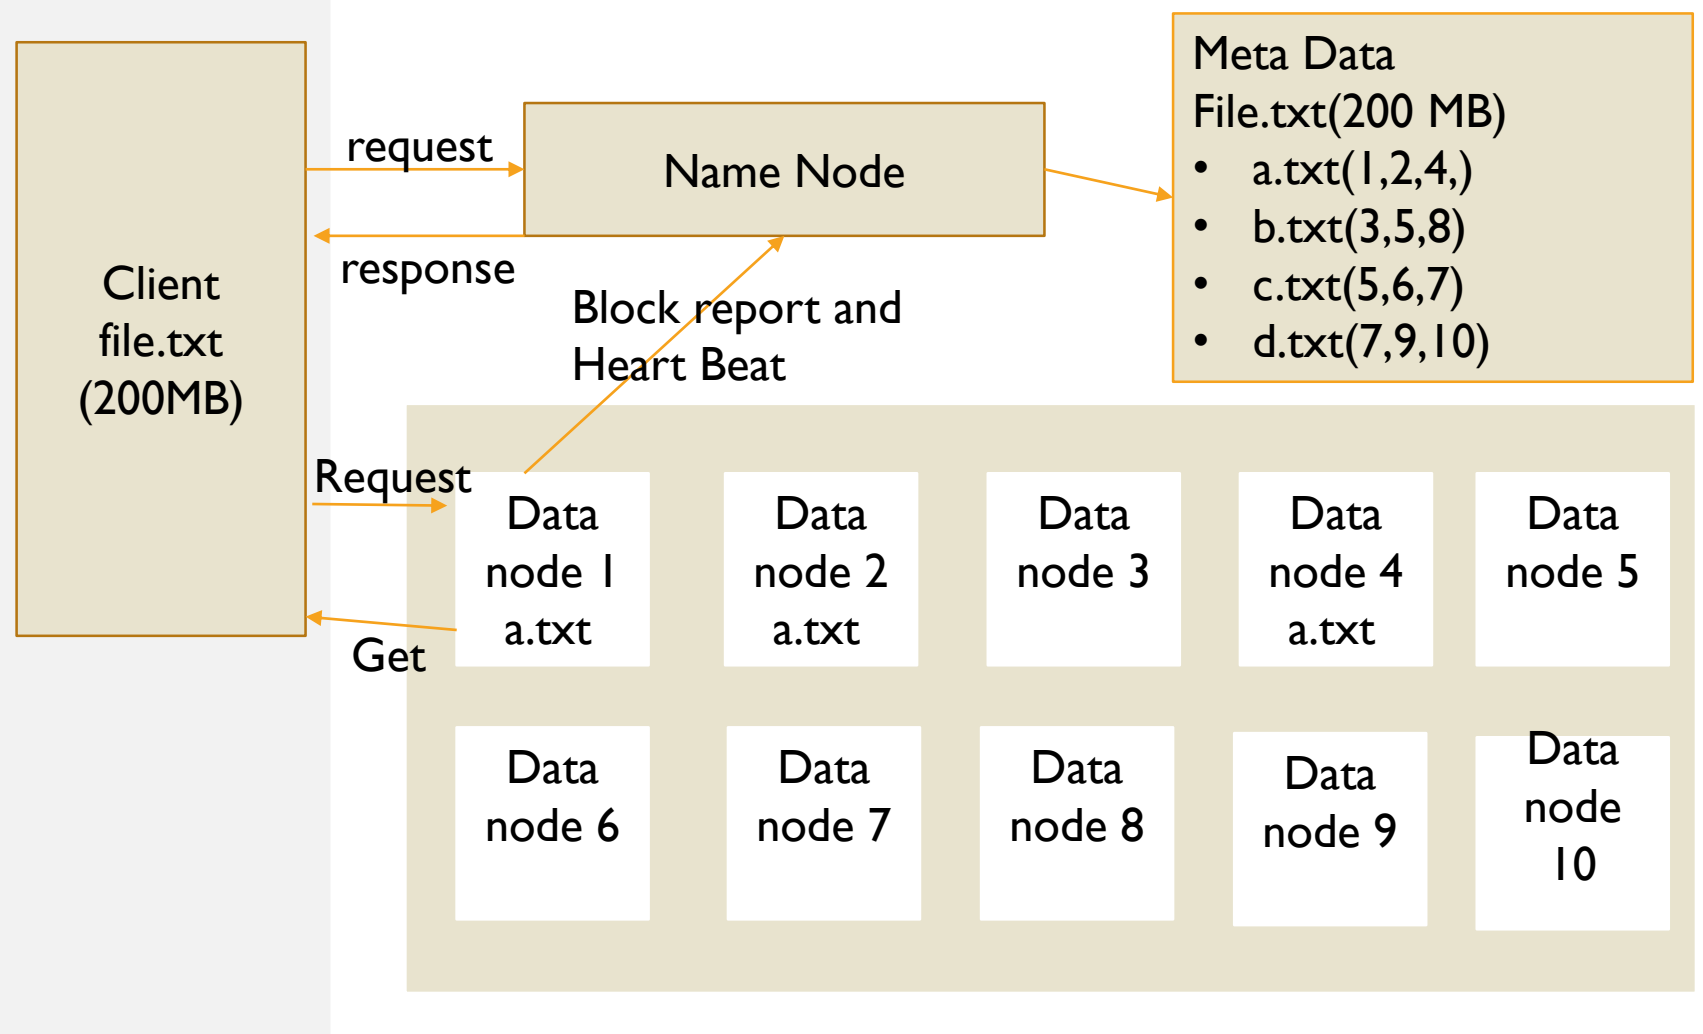 Client
file.txt
(200MB)
request
response
Name Node
Meta Data
File.txt(200 MB)
• a.txt(1,2,4,)
• b.txt(3,5,8)
• c.txt(5,6,7)
• d.txt(7,9,10)
Block report and
Heart Beat
Request
Get
Data
node 1
a.txt
Data
node 2
a.txt
Data
node 3
Data
node 4
a.txt
Data
node 5
Data
node 6
Data
node 7
Data
node 8
Data
node 9
Data
node
10